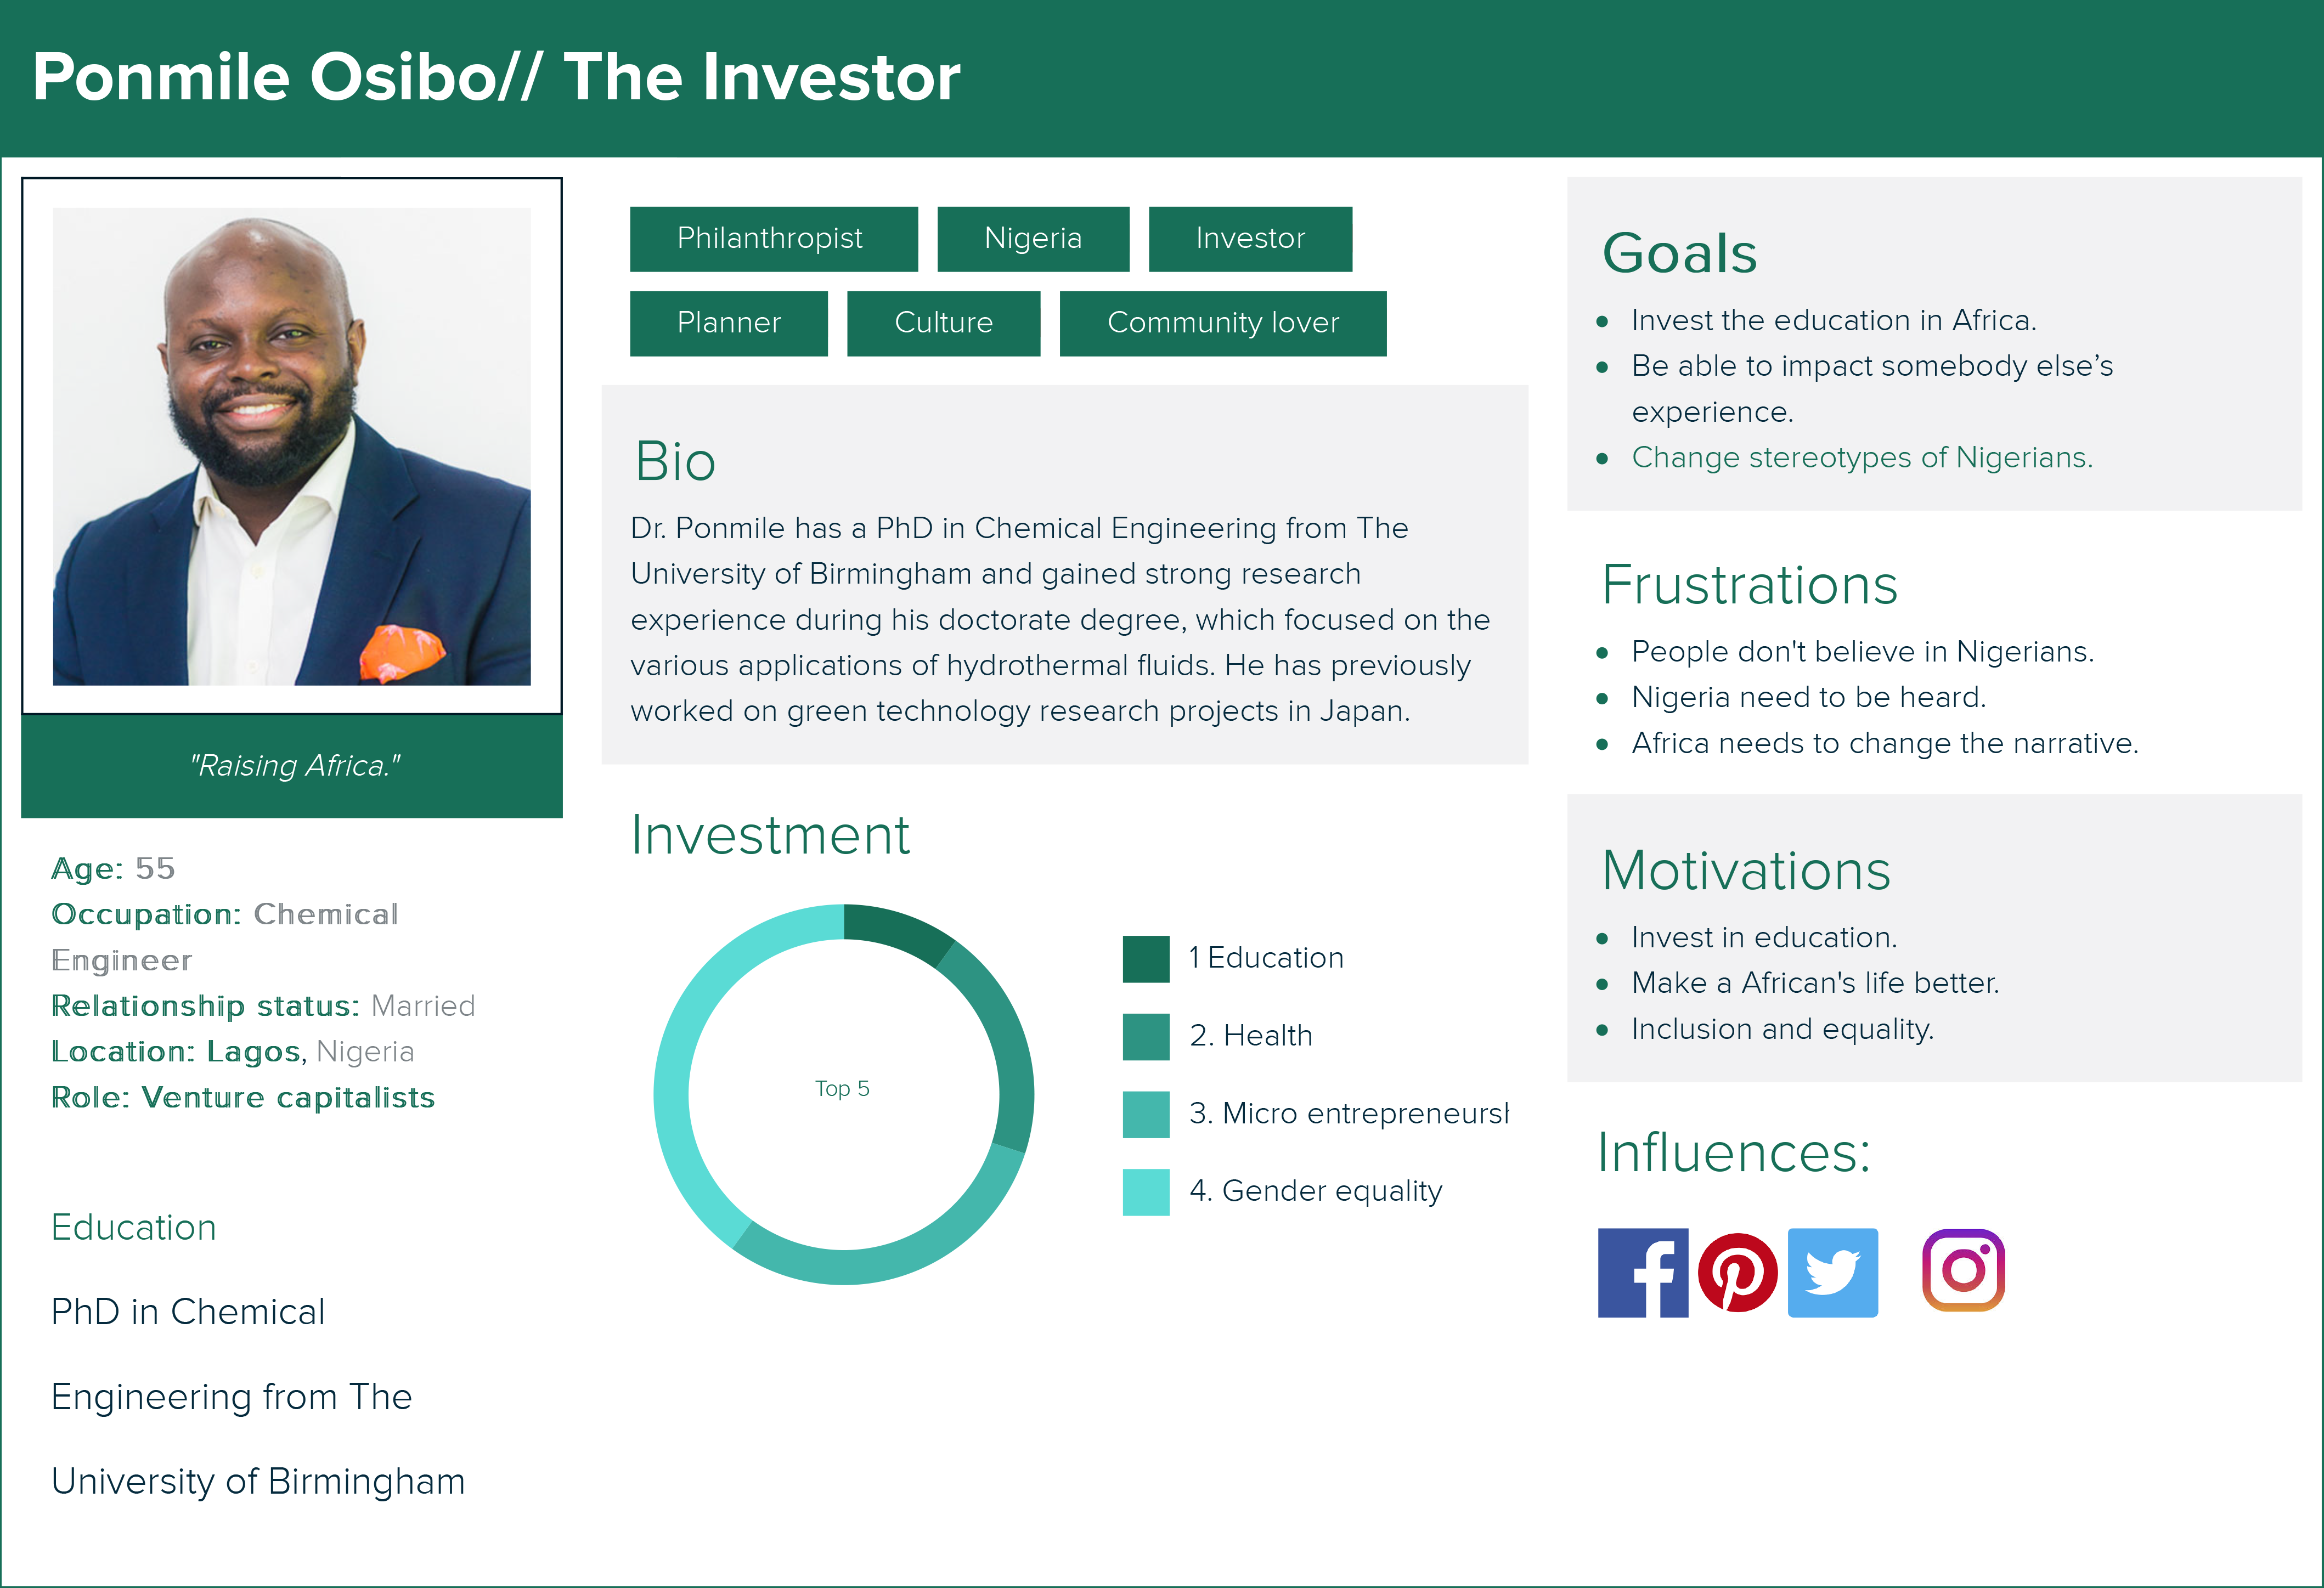 Ponmile Osibo// The Investor
"Raising Africa."
Age: 55
Occupation: Chemical
Engineer
Relationship status: Married
Location: Lagos, Nigeria
Role: Venture capitalists
Education
PhD in Chemical
Engineering from The
University of Birmingham
Philanthropist
Nigeria
Investor
Planner
Culture
Community lover
Bio
Dr. Ponmile has a PhD in Chemical Engineering from The
University of Birmingham and gained strong research
experience during his doctorate degree, which focused on the
various applications of hydrothermal fluids. He has previously
worked on green technology research projects in Japan.
Investment
Top 5
1 Education
2. Health
3. Micro entrepreneursh
4. Gender equality
Goals
Invest the education in Africa.
Be able to impact somebody else’s
experience.
Change stereotypes of Nigerians.
Frustrations
People don't believe in Nigerians.
Nigeria need to be heard.
Africa needs to change the narrative.
Motivations
Invest in education.
Make a African's life better.
Inclusion and equality.
Influences: